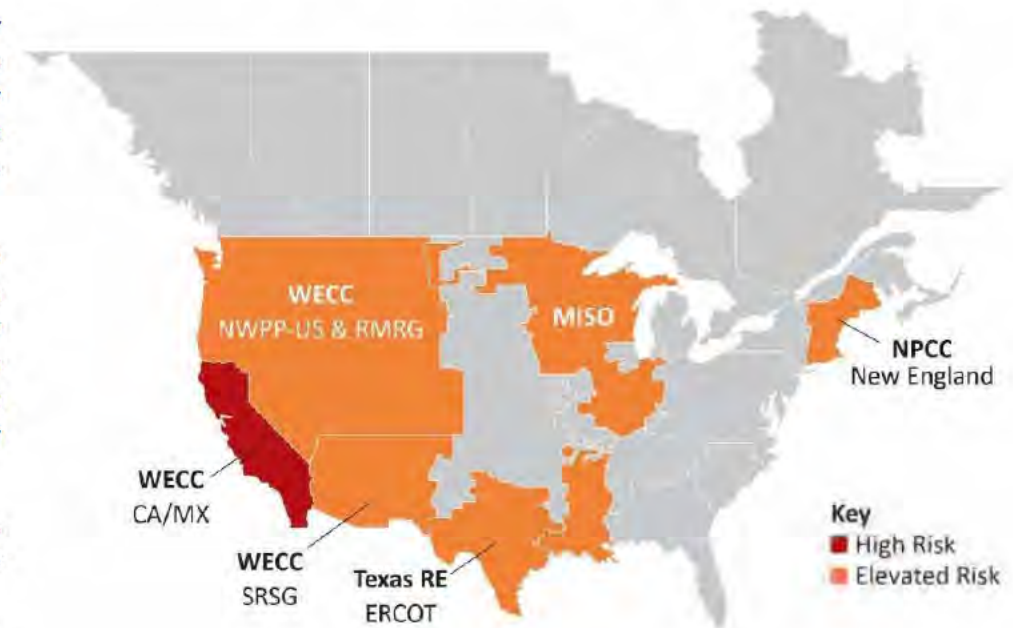 WECC
NWPP-US & RMRG
MISO
NPCC
New England
WECC
CA/MX
WECC
SRSG
Texas RE
ERCOT
Key
High Risk
Elevated Risk